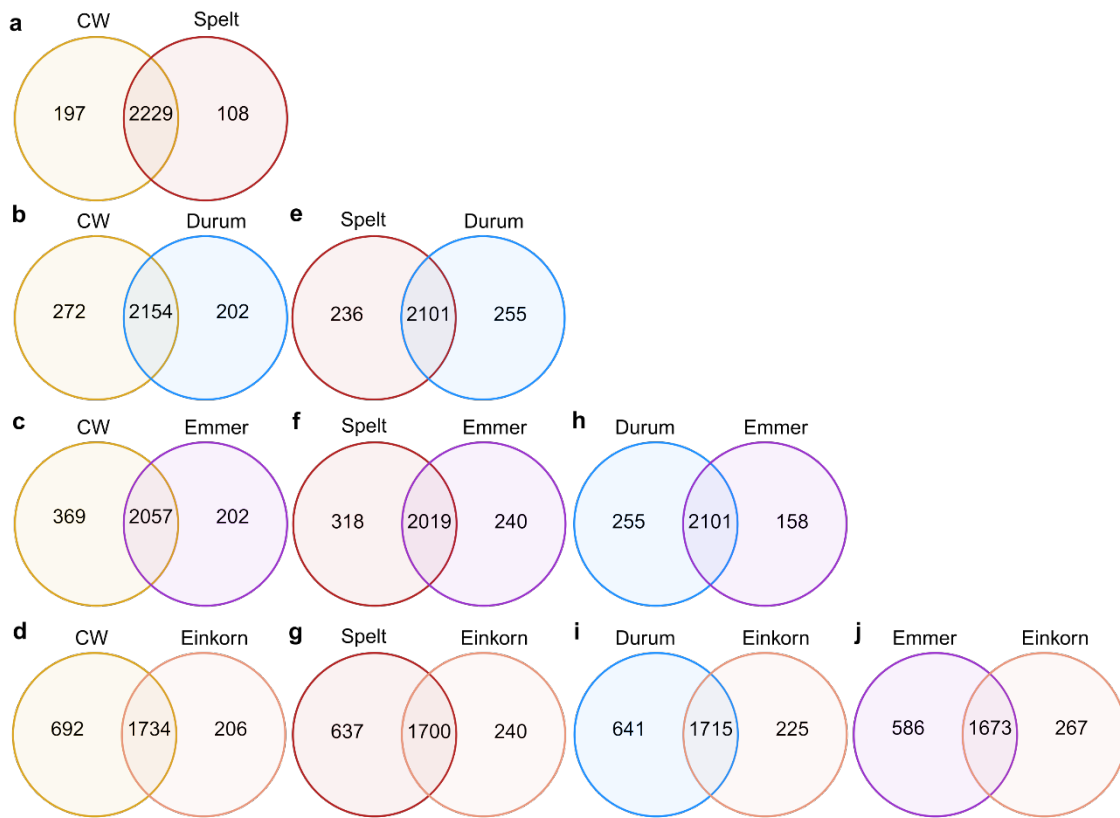 a CW Spelt
197 2229 108
b CW Durum e Spelt Durum
272 2154 202 236 2101 255
c CW Emmer f Spelt Emmer h Durum Emmer
369 2057 202 318 2019 240 255 2101 158
d CW Einkorn g Spelt Einkorn i Durum Einkorn j Emmer Einkorn
692 1734 206 637 1700 240 641 1715 225 586 1673 267